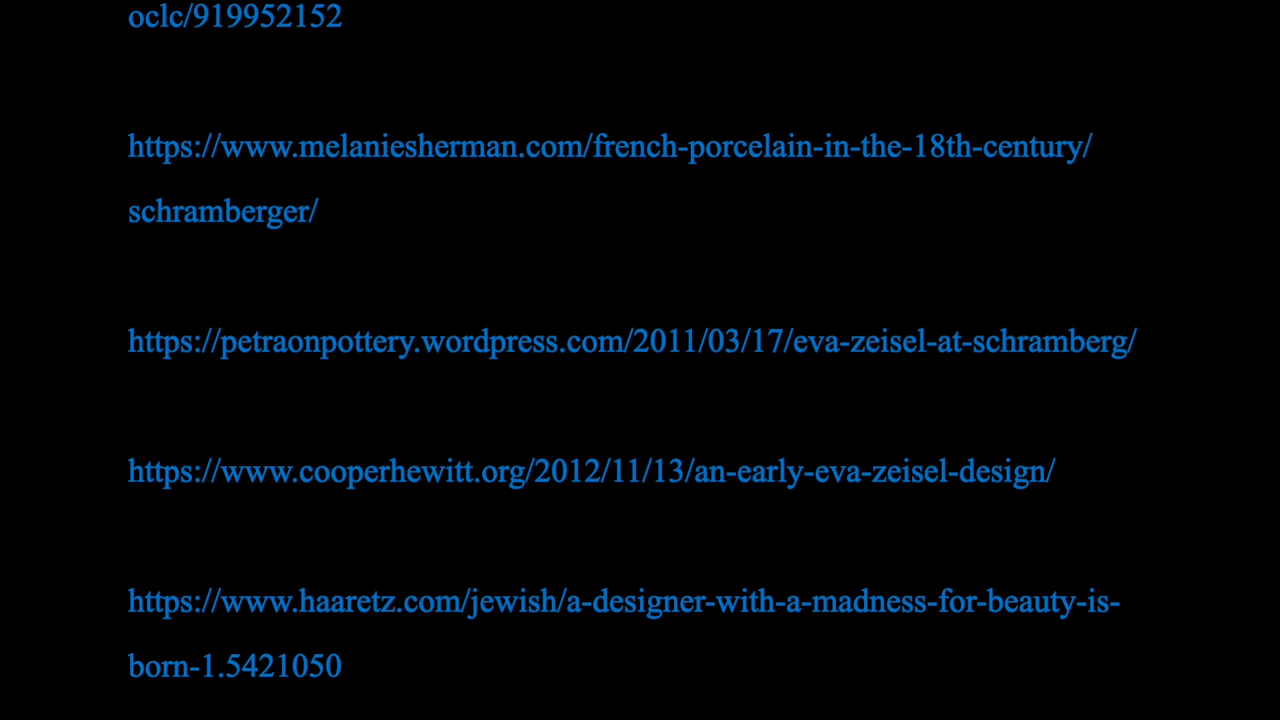 oclc/919952152
https://www.melaniesherman.com/french-porcelain-in-the-18th-century/
schramberger/
https://petraonpottery.wordpress.com/2011/03/17/eva-zeisel-at-schramberg/
https://www.cooperhewitt.org/2012/11/13/an-early-eva-zeisel-design/
https://www.haaretz.com/jewish/a-designer-with-a-madness-for-beauty-is-
born-1.5421050